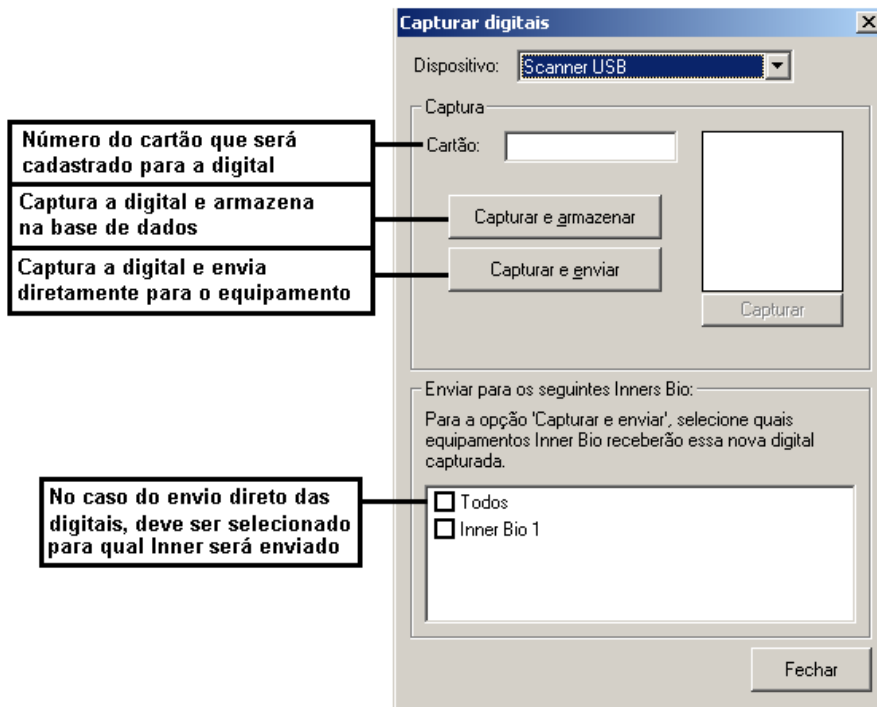 Capturar digitais
Dispositivo: Scanner USB
Captura
Número do cartão que será
cadastrado para a digital
Cartão:
Captura a digital e armazena
na base de dados
Capturar e armazenar
Captura a digital e envia
diretamente para o equipamento
Capturar e enviar
Capturar
Enviar para os seguintes Inners Bio:
Para a opção 'Capturar e enviar', selecione quais
equipamentos Inner Bio receberão essa nova digital
capturada.
No caso do envio direto das
digitais, deve ser selecionado
para qual Inner será enviado
Todos
Inner Bio 1
Fechar